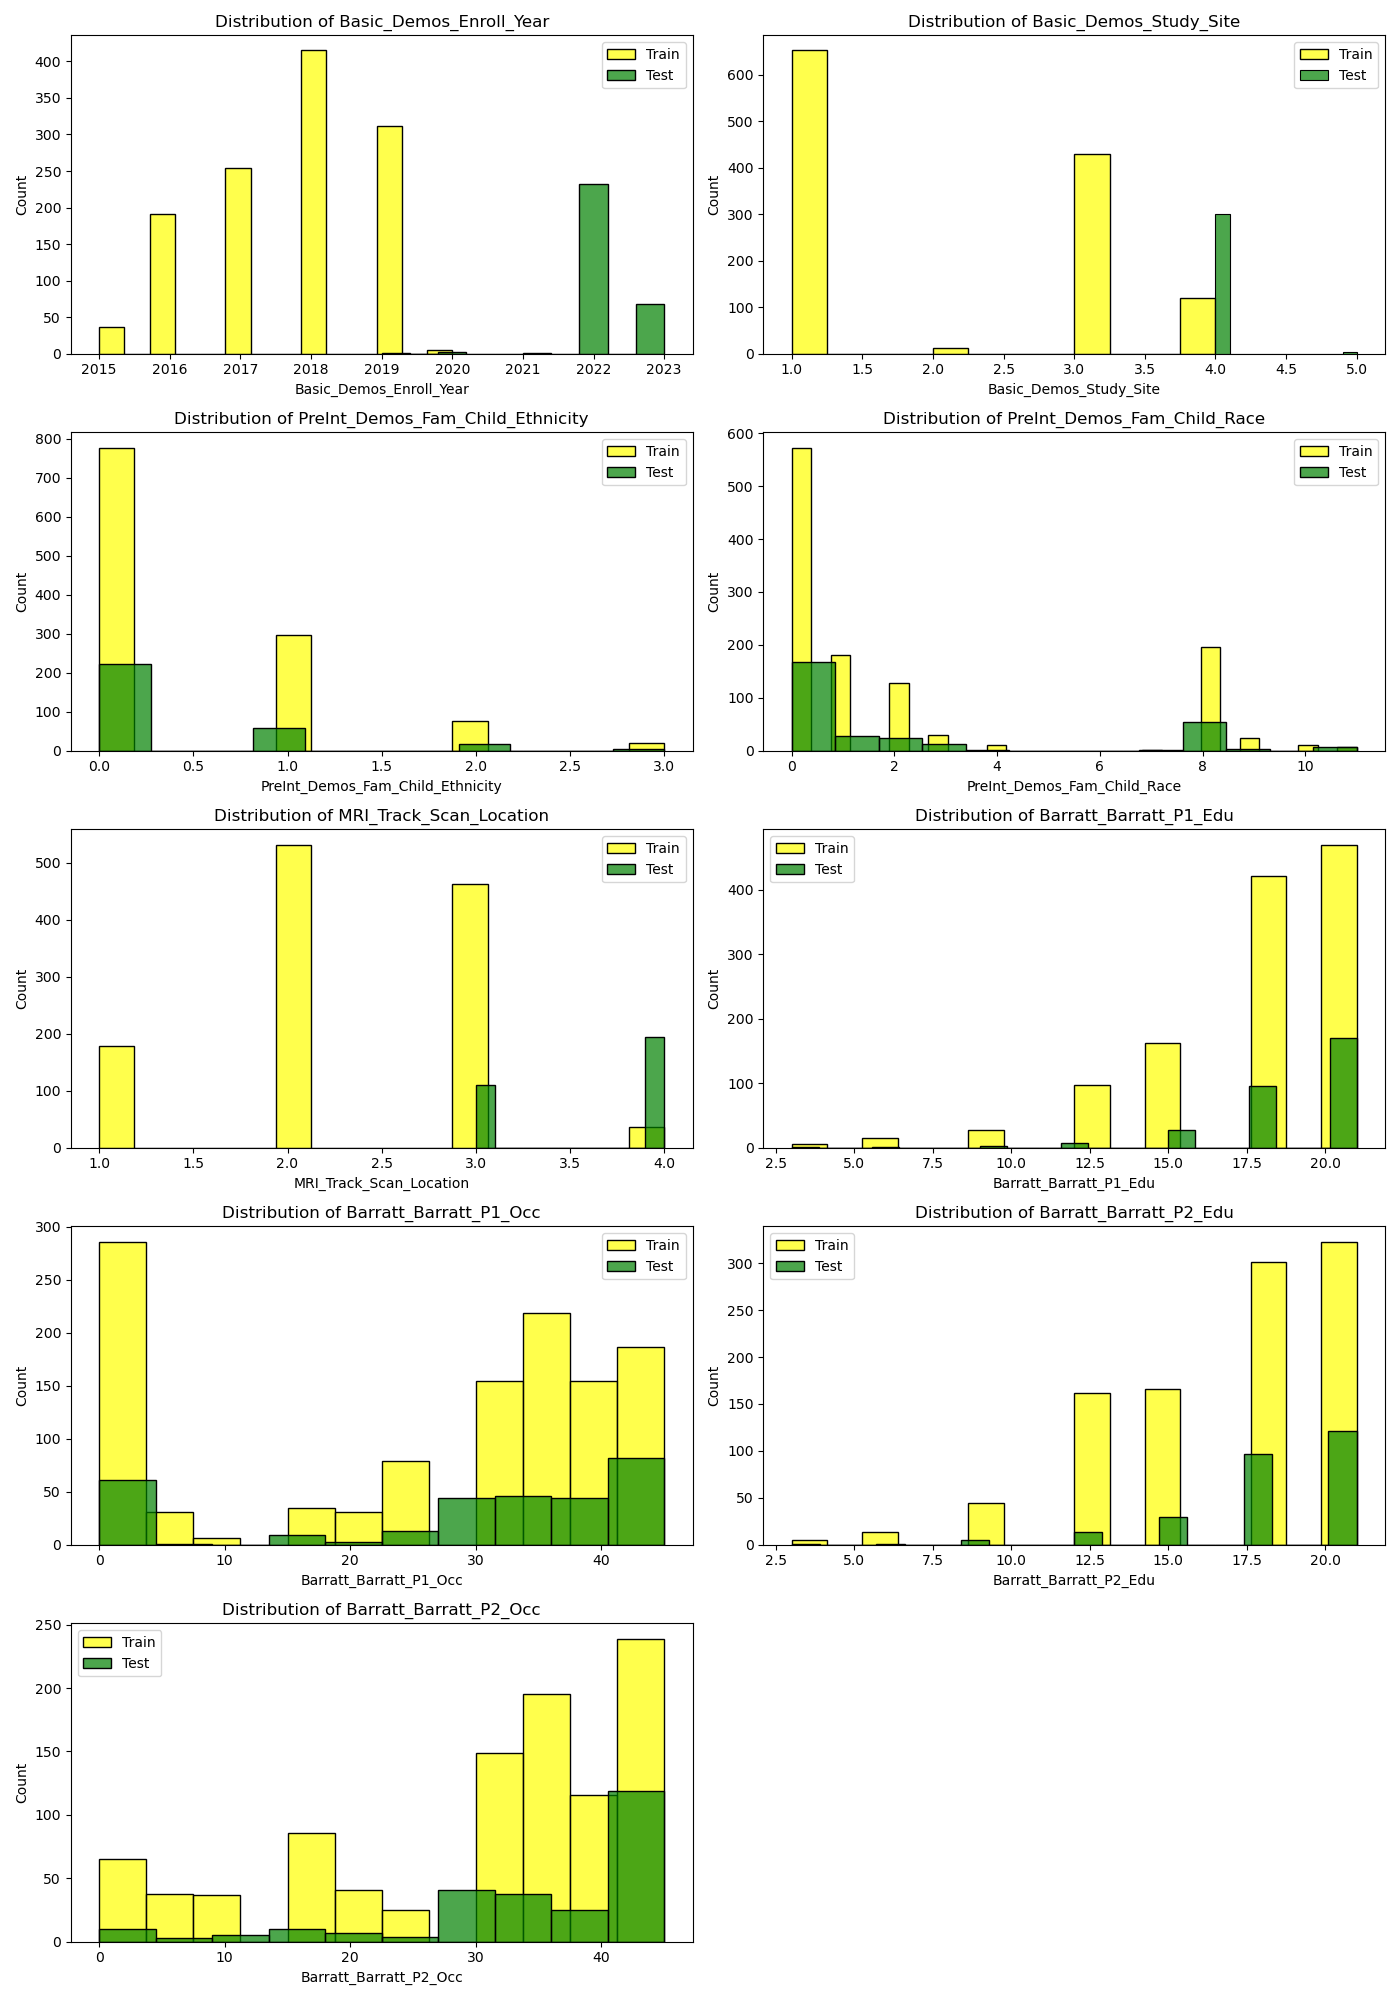 Distribution of Basic_Demos_Enroll_Year
Train
Test
400
350
300
250
200
150
100
50
0
Count
2015 2016 2017 2018 2019 2020 2021 2022 2023
Basic_Demos_Enroll_Year
Distribution of Basic_Demos_Study_Site
Train
Test
600
500
400
300
200
100
0
Count
1.0 1.5 2.0 2.5 3.0 3.5 4.0 4.5 5.0
Basic_Demos_Study_Site
Distribution of PreInt_Demos_Fam_Child_Ethnicity
Train
Test
800
700
600
500
400
300
200
100
0
Count
0.0 0.5 1.0 1.5 2.0 2.5 3.0
PreInt_Demos_Fam_Child_Ethnicity
Distribution of PreInt_Demos_Fam_Child_Race
Train
Test
600
500
400
300
200
100
0
Count
0 2 4 6 8 10
PreInt_Demos_Fam_Child_Race
Distribution of MRI_Track_Scan_Location
Train
Test
500
400
300
200
100
0
Count
1.0 1.5 2.0 2.5 3.0 3.5 4.0
MRI_Track_Scan_Location
Distribution of Barratt_Barratt_P1_Edu
Train
Test
400
300
200
100
0
Count
2.5 5.0 7.5 10.0 12.5 15.0 17.5 20.0
Barratt_Barratt_P1_Edu
Distribution of Barratt_Barratt_P1_Occ
Train
Test
300
250
200
150
100
50
0
Count
0 10 20 30 40
Barratt_Barratt_P1_Occ
Distribution of Barratt_Barratt_P2_Edu
Train
Test
300
250
200
150
100
50
0
Count
2.5 5.0 7.5 10.0 12.5 15.0 17.5 20.0
Barratt_Barratt_P2_Edu
Distribution of Barratt_Barratt_P2_Occ
Train
Test
250
200
150
100
50
0
Count
0 10 20 30 40
Barratt_Barratt_P2_Occ